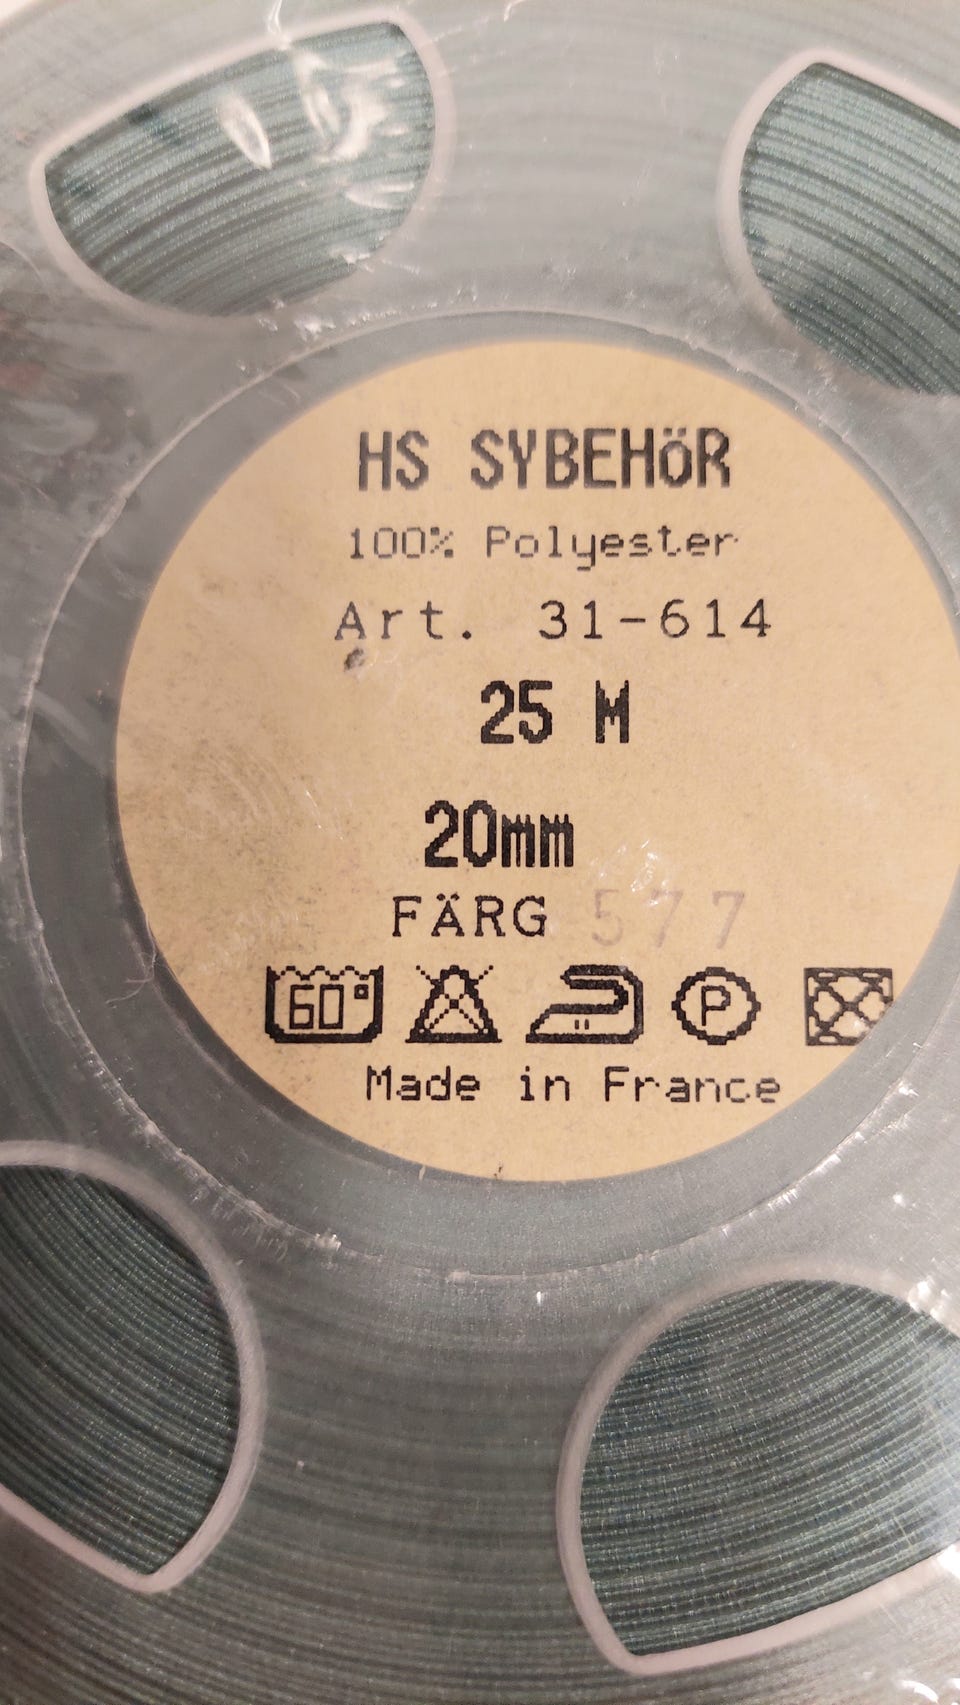 HS SYBEHöR
100% Polyester
Art. 31-614
25 M
20mm
FÄRG 577
60°
P
Made in France